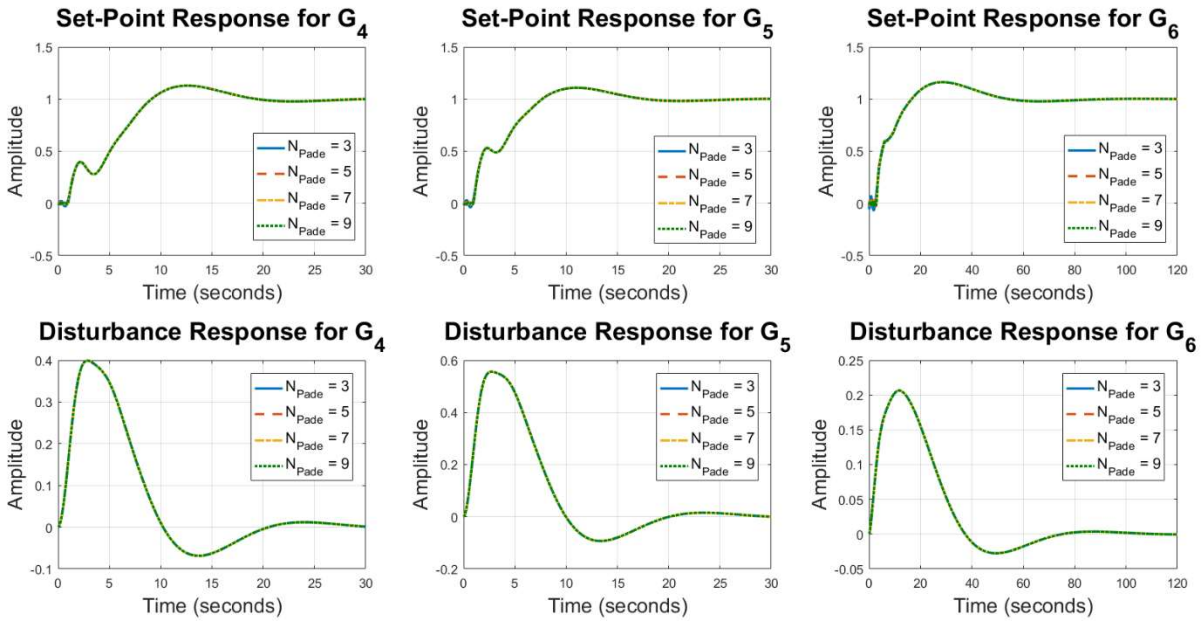 Set-Point Response for G4
1.5
1
0.5
0
-0.5
Amplitude
NPade = 3
NPade = 5
NPade = 7
NPade = 9
0 5 10 15 20 25 30
Time (seconds)
Set-Point Response for G5
1.5
1
0.5
0
-0.5
Amplitude
NPade = 3
NPade = 5
NPade = 7
NPade = 9
0 5 10 15 20 25 30
Time (seconds)
Set-Point Response for G6
1.5
1
0.5
0
-0.5
Amplitude
NPade = 3
NPade = 5
NPade = 7
NPade = 9
0 20 40 60 80 100 120
Time (seconds)
Disturbance Response for G4
0.4
0.3
0.2
0.1
0
-0.1
Amplitude
NPade = 3
NPade = 5
NPade = 7
NPade = 9
0 5 10 15 20 25 30
Time (seconds)
Disturbance Response for G5
0.6
0.4
0.2
0
-0.2
Amplitude
NPade = 3
NPade = 5
NPade = 7
NPade = 9
0 5 10 15 20 25 30
Time (seconds)
Disturbance Response for G6
0.25
0.2
0.15
0.1
0.05
0
-0.05
Amplitude
NPade = 3
NPade = 5
NPade = 7
NPade = 9
0 20 40 60 80 100 120
Time (seconds)